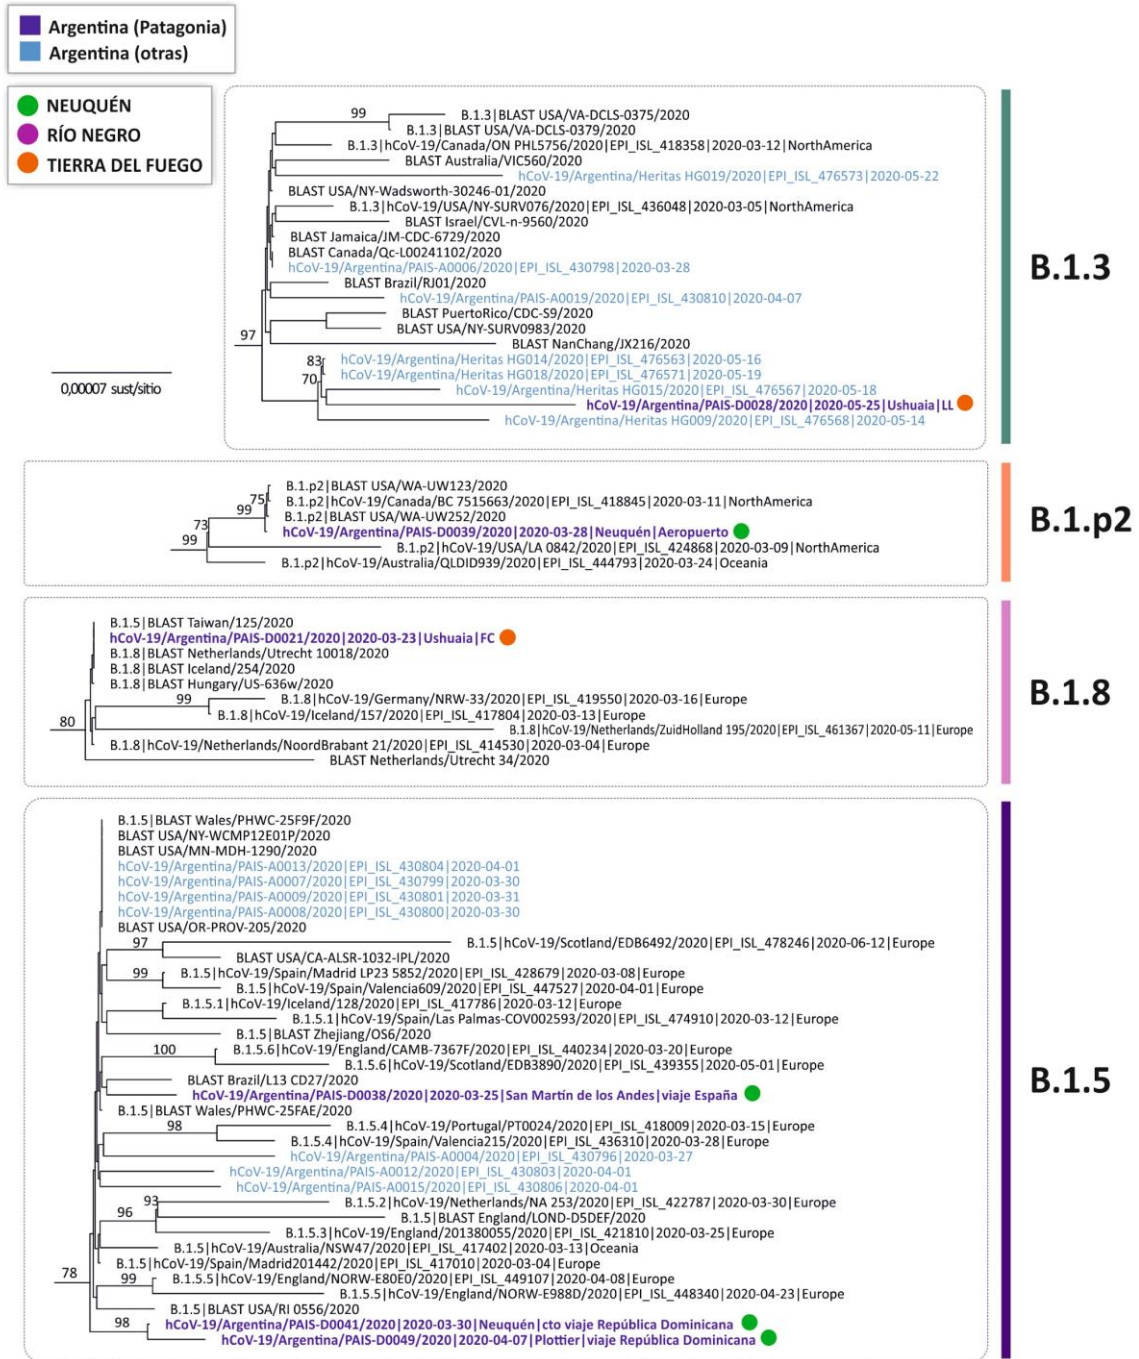 Argentina (Patagonia)
Argentina (otras)
NEUQUÉN
RÍO NEGRO
TIERRA DEL FUEGO
99
B.1.3|BLAST USA/VA-DCLS-0375/2020
B.1.3|BLAST USA/VA-DCLS-0379/2020
B.1.3|hCoV-19/Canada/ON PHL5756/2020|EPI_ISL_418358|2020-03-12|NorthAmerica
BLAST Australia/VIC560/2020
hCoV-19/Argentina/Heritas HG019/2020|EPI_ISL_476573|2020-05-22
BLAST USA/NY-Wadsworth-30246-01/2020
B.1.3|hCoV-19/USA/NY-SURV076/2020|EPI_ISL_436048|2020-03-05|NorthAmerica
BLAST Israel/CVL-n-9560/2020
BLAST Jamaica/JM-CDC-6729/2020
BLAST Canada/Qc-L00241102/2020
hCoV-19/Argentina/PAIS-A0006/2020|EPI_ISL_430798|2020-03-28
BLAST Brazil/RJ01/2020
hCoV-19/Argentina/PAIS-A0019/2020|EPI_ISL_430810|2020-04-07
BLAST PuertoRico/CDC-S9/2020
BLAST USA/NY-SURV0983/2020
97
BLAST NanChang/JX216/2020
83
hCoV-19/Argentina/Heritas HG014/2020|EPI_ISL_476563|2020-05-16
hCoV-19/Argentina/Heritas HG018/2020|EPI_ISL_476571|2020-05-19
70
hCoV-19/Argentina/Heritas HG015/2020|EPI_ISL_476567|2020-05-18
hCoV-19/Argentina/PAIS-D0028/2020|2020-05-25|Ushuaia|LL
hCoV-19/Argentina/Heritas HG009/2020|EPI_ISL_476568|2020-05-14
B.1.3
0,00007 sust/sitio
B.1.p2|BLAST USA/WA-UW123/2020
75
B.1.p2|hCoV-19/Canada/BC 7515663/2020|EPI_ISL_418845|2020-03-11|NorthAmerica
99
B.1.p2|BLAST USA/WA-UW252/2020
73
hCoV-19/Argentina/PAIS-D0039/2020|2020-03-28|Neuquén|Aeropuerto
99
B.1.p2|hCoV-19/USA/LA 0842/2020|EPI_ISL_424868|2020-03-09|NorthAmerica
B.1.p2|hCoV-19/Australia/QLDID939/2020|EPI_ISL_444793|2020-03-24|Oceania
B.1.p2
B.1.5|BLAST Taiwan/125/2020
hCoV-19/Argentina/PAIS-D0021/2020|2020-03-23|Ushuaia|FC
B.1.8|BLAST Netherlands/Utrecht 10018/2020
B.1.8|BLAST Iceland/254/2020
B.1.8|BLAST Hungary/US-636w/2020
99
B.1.8|hCoV-19/Germany/NRW-33/2020|EPI_ISL_419550|2020-03-16|Europe
B.1.8|hCoV-19/Iceland/157/2020|EPI_ISL_417804|2020-03-13|Europe
80
B.1.8|hCoV-19/Netherlands/ZuidHolland 195/2020|EPI_ISL_461367|2020-05-11|Europe
B.1.8|hCoV-19/Netherlands/NoordBrabant 21/2020|EPI_ISL_414530|2020-03-04|Europe
BLAST Netherlands/Utrecht 34/2020
B.1.8
B.1.5|BLAST Wales/PHWC-25F9F/2020
BLAST USA/NY-WCMP12E01P/2020
BLAST USA/MN-MDH-1290/2020
hCoV-19/Argentina/PAIS-A0013/2020|EPI_ISL_430804|2020-04-01
hCoV-19/Argentina/PAIS-A0007/2020|EPI_ISL_430799|2020-03-30
hCoV-19/Argentina/PAIS-A0009/2020|EPI_ISL_430801|2020-03-31
hCoV-19/Argentina/PAIS-A0008/2020|EPI_ISL_430800|2020-03-30
BLAST USA/OR-PROV-205/2020
97
B.1.5|hCoV-19/Scotland/EDB6492/2020|EPI_ISL_478246|2020-06-12|Europe
BLAST USA/CA-ALSR-1032-IPL/2020
99
B.1.5|hCoV-19/Spain/Madrid LP23 5852/2020|EPI_ISL_428679|2020-03-08|Europe
B.1.5|hCoV-19/Spain/Valencia609/2020|EPI_ISL_447527|2020-04-01|Europe
B.1.5.1|hCoV-19/Iceland/128/2020|EPI_ISL_417786|2020-03-12|Europe
B.1.5.1|hCoV-19/Spain/Las Palmas-COV002593/2020|EPI_ISL_474910|2020-03-12|Europe
B.1.5|BLAST Zhejiang/OS6/2020
100
B.1.5.6|hCoV-19/England/CAMB-7367F/2020|EPI_ISL_440234|2020-03-20|Europe
B.1.5.6|hCoV-19/Scotland/EDB3890/2020|EPI_ISL_439355|2020-05-01|Europe
BLAST Brazil/L13 CD27/2020
hCoV-19/Argentina/PAIS-D0038/2020|2020-03-25|San Martín de los Andes|viaje España
B.1.5|BLAST Wales/PHWC-25FAE/2020
98
B.1.5.4|hCoV-19/Portugal/PT0024/2020|EPI_ISL_418009|2020-03-15|Europe
B.1.5.4|hCoV-19/Spain/Valencia215/2020|EPI_ISL_436310|2020-03-28|Europe
hCoV-19/Argentina/PAIS-A0004/2020|EPI_ISL_430796|2020-03-27
hCoV-19/Argentina/PAIS-A0012/2020|EPI_ISL_430803|2020-04-01
hCoV-19/Argentina/PAIS-A0015/2020|EPI_ISL_430806|2020-04-01
93
B.1.5.2|hCoV-19/Netherlands/NA 253/2020|EPI_ISL_422787|2020-03-30|Europe
96
B.1.5|BLAST England/LOND-D5DEF/2020
B.1.5.3|hCoV-19/England/201380055/2020|EPI_ISL_421810|2020-03-25|Europe
B.1.5|hCoV-19/Australia/NSW47/2020|EPI_ISL_417402|2020-03-13|Oceania
B.1.5|hCoV-19/Spain/Madrid201442/2020|EPI_ISL_417010|2020-03-04|Europe
78
99
B.1.5.5|hCoV-19/England/NORW-E80E0/2020|EPI_ISL_449107|2020-04-08|Europe
B.1.5.5|hCoV-19/England/NORW-E988D/2020|EPI_ISL_448340|2020-04-23|Europe
B.1.5|BLAST USA/RI 0556/2020
98
hCoV-19/Argentina/PAIS-D0041/2020|2020-03-30|Neuquén|cto viaje República Dominicana
hCoV-19/Argentina/PAIS-D0049/2020|2020-04-07|Plottier|viaje República Dominicana
B.1.5